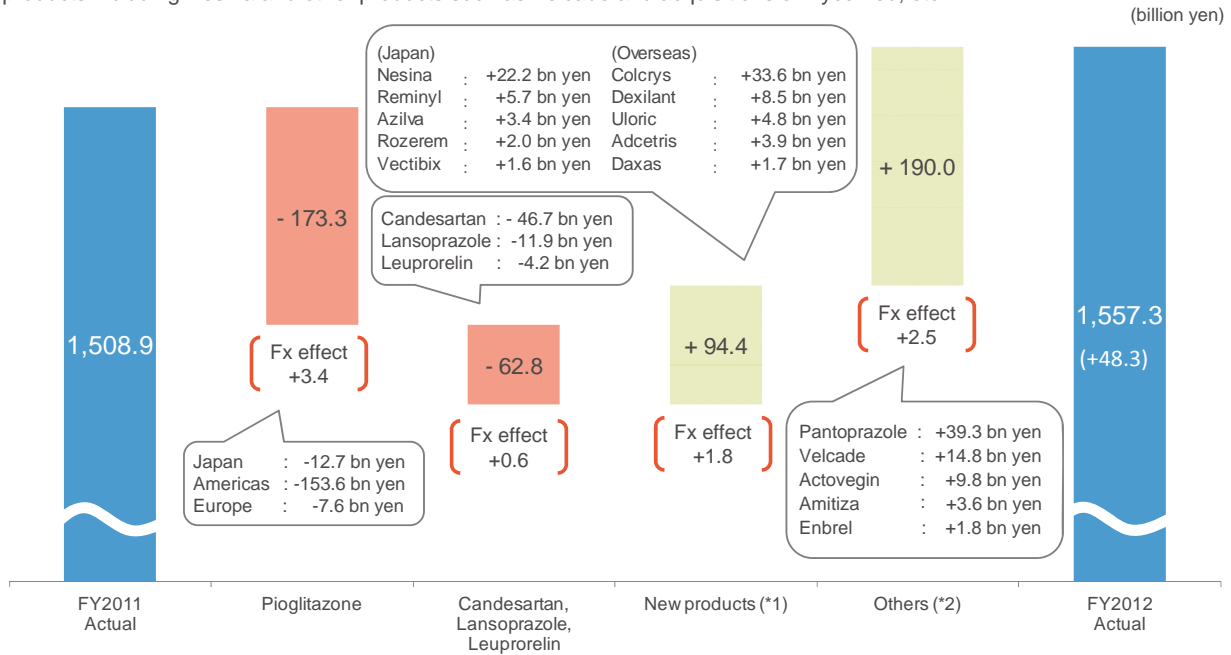 products and other products such as and acquisitions
(billion yen)
(Japan) (Overseas)
Nesina : +22.2 bn yen Colcrys : +33.6 bn yen
Reminyl : +5.7 bn yen Dexilant : +8.5 bn yen
Azilva : +3.4 bn yen Uloric : +4.8 bn yen
Rozerem : +2.0 bn yen Adcetris : +3.9 bn yen
Vectibix : +1.6 bn yen Daxas : +1.7 bn yen
+ 190.0
- 173.3
Candesartan : - 46.7 bn yen
Lansoprazole : -11.9 bn yen
Leuprorelin : -4.2 bn yen
1,508.9
Fx effect
+3.4
- 62.8
+ 94.4
Fx effect
+2.5
1,557.3
(+48.3)
Fx effect
+0.6
Fx effect
+1.8
Japan : -12.7 bn yen
Americas : -153.6 bn yen
Europe : -7.6 bn yen
Pantoprazole : +39.3 bn yen
Velcade : +14.8 bn yen
Actovegin : +9.8 bn yen
Amitiza : +3.6 bn yen
Enbrel : +1.8 bn yen
FY2011
Actual
Pioglitazone
Candesartan,
Lansoprazole,
Leuprorelin
New products (*1)
Others (*2)
FY2012
Actual